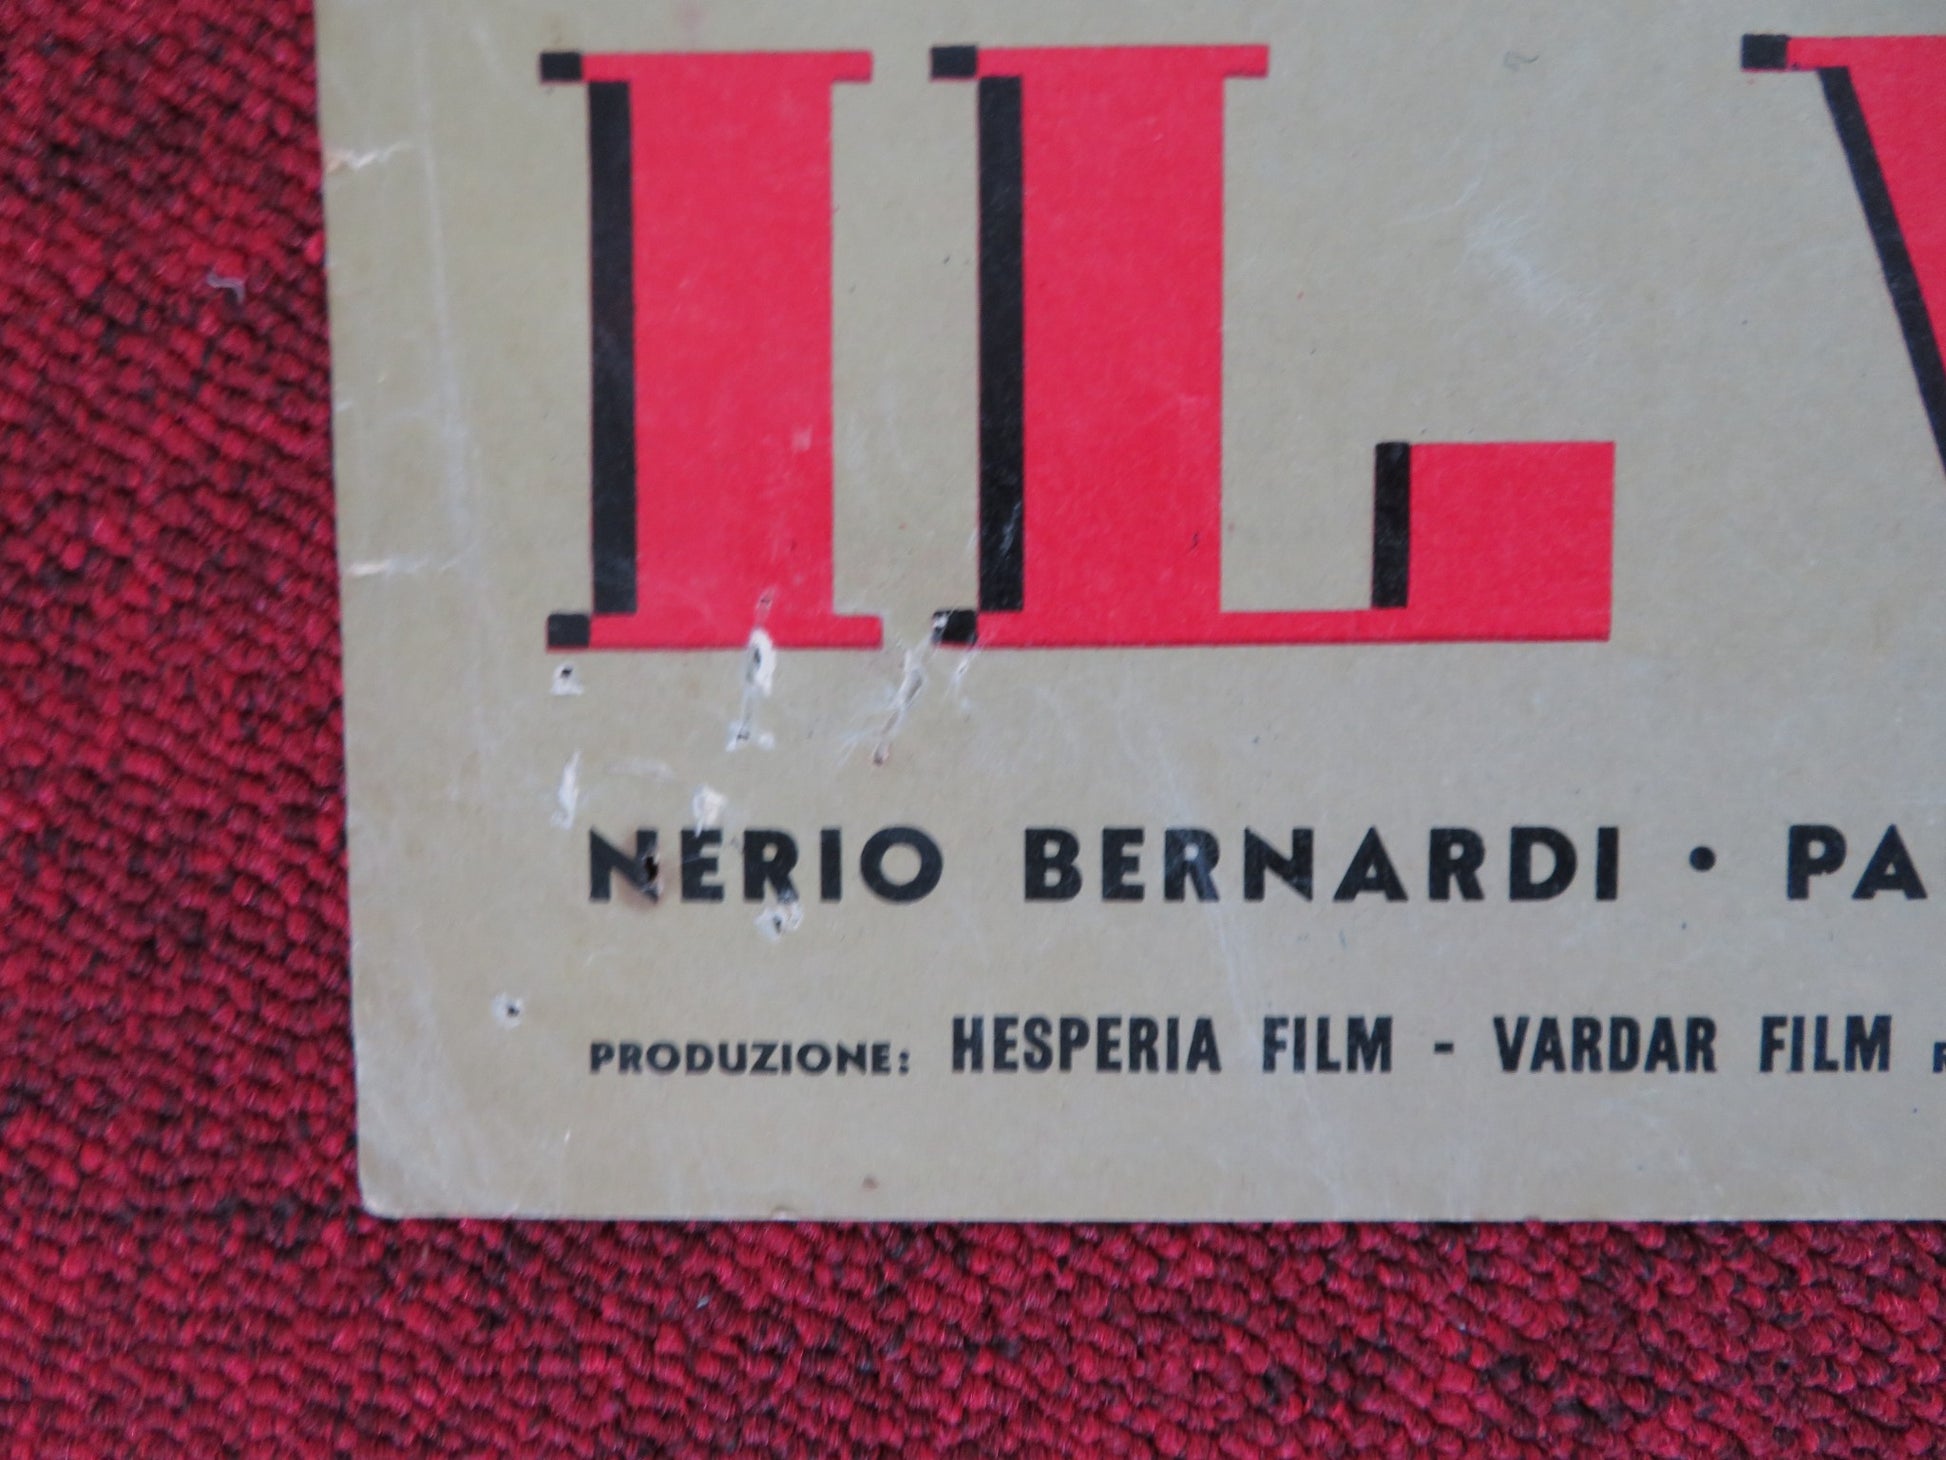 IL V
NERIO BERNARDI · PA
PRODUZIONE: HESPERIA FILM - VARDAR FILM